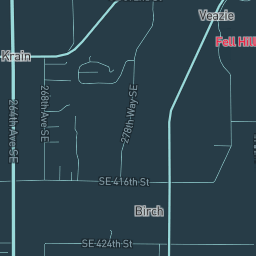 Veazie
Fell Hill
Krain
268th Ave SE
278th Way SE
264th Ave SE
SE 416th St
Birch
SE 424th St